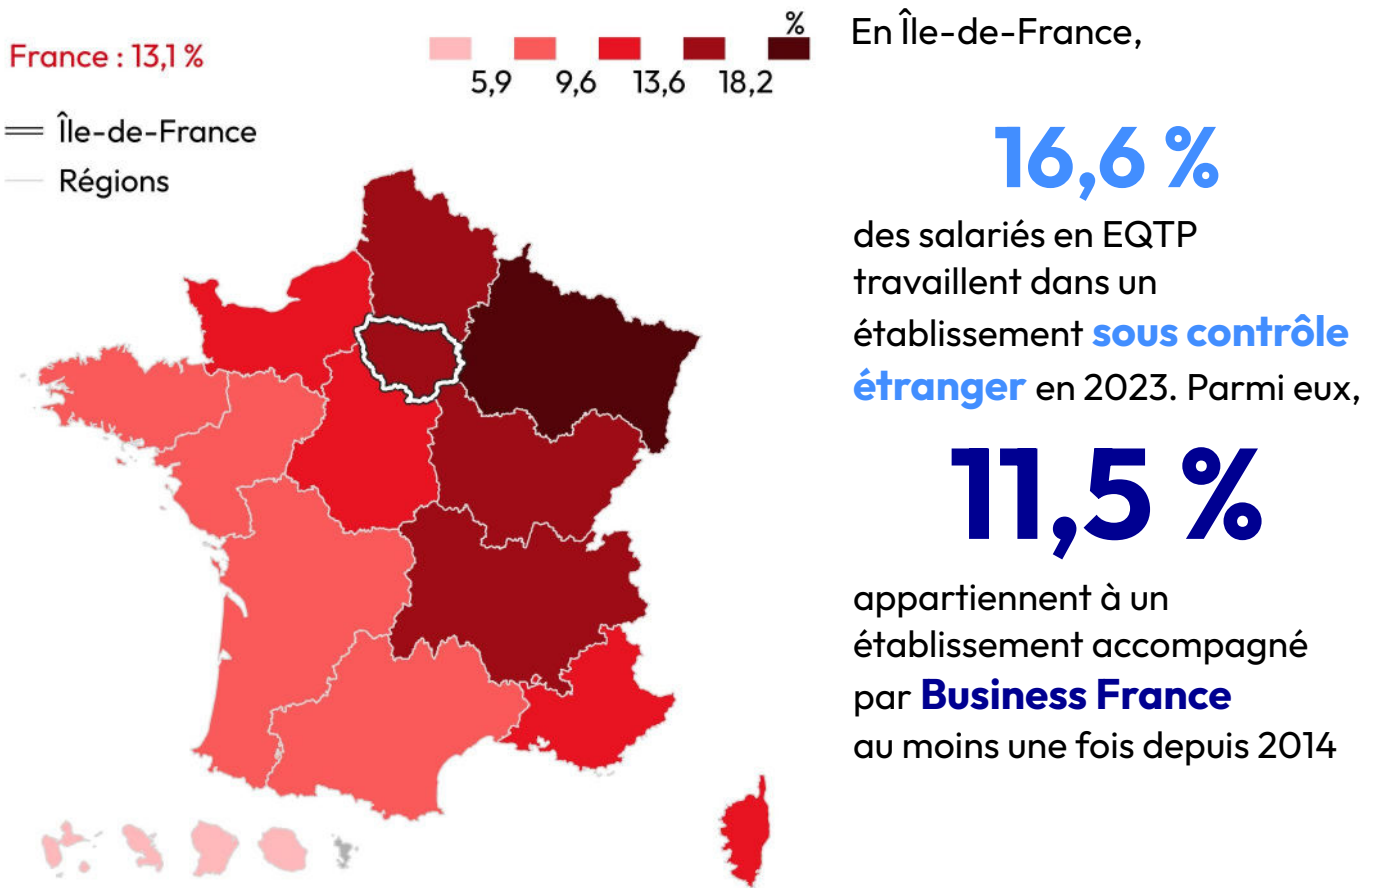 France : 13,1 %
%
5,9 9,6 13,6 18,2
Île-de-France
Régions
En Île-de-France,
16,6 %
des salariés en EQTP
travaillent dans un
établissement sous contrôle
étranger en 2023. Parmi eux,
11,5 %
appartiennent à un
établissement accompagné
par Business France
au moins une fois depuis 2014